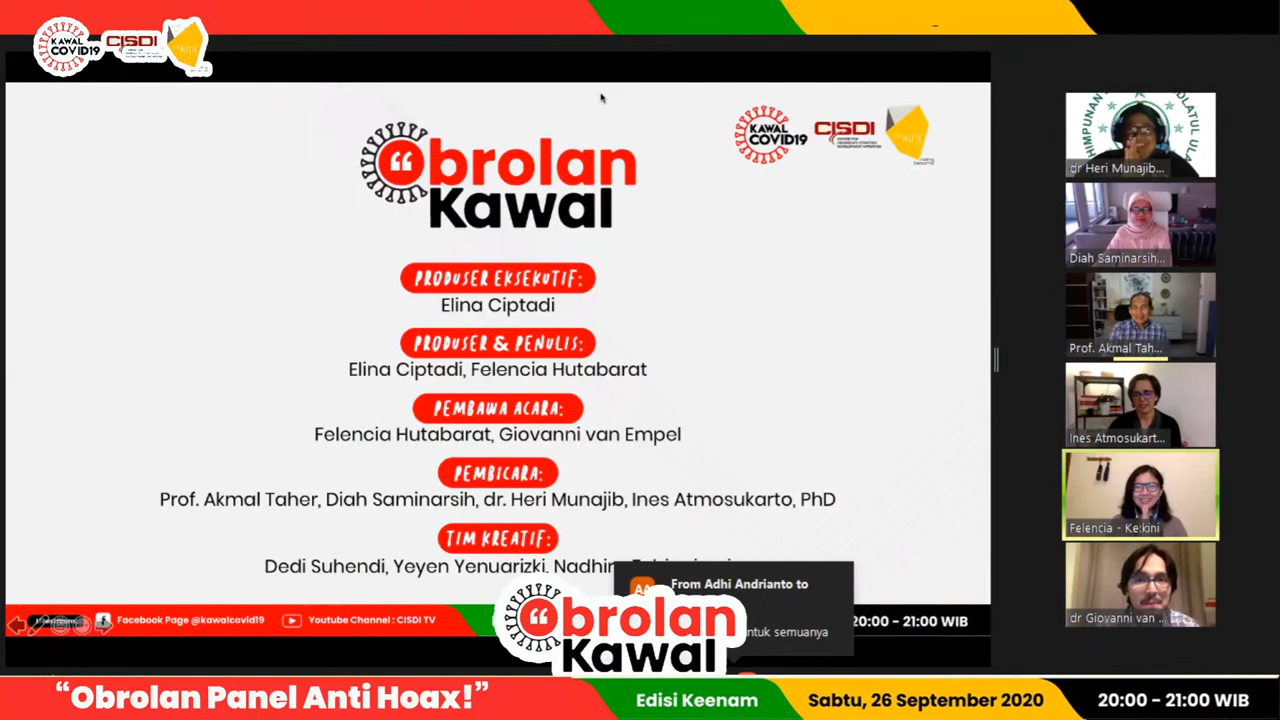 KAWAL
COVID19
CISDI
kini
KAWAL
COVID19
CISDI
kini
Obrolan
Kawal
PRODUSER EKSEKUTIF:
Elina Ciptadi
PRODUSER & PENULIS:
Elina Ciptadi, Felencia Hutabarat
PEMBAWA ACARA:
Felencia Hutabarat, Giovanni van Empel
PEMBICARA:
Prof. Akmal Taher, Diah Saminarsih, dr. Heri Munajib, Ines Atmosukarto, PhD
TIM KREATIF:
Dedi Suhendi, Yeyen Yenuarizki,
From Adhi Andrianto to
ntuk semuanya
Facebook Page @kawalcovid19
Youtube Channel : CISDI TV
20:00 - 21:00 WIB
Obrolan
Kawal
dr Heri Munajib...
Diah Saminarsih...
Prof. Akmal Tah...
Ines Atmosukart...
Felencia - Ke:kini
dr Giovanni van ...
“Obrolan Panel Anti Hoax!”
Edisi Keenam
Sabtu, 26 September 2020
20:00 - 21:00 WIB